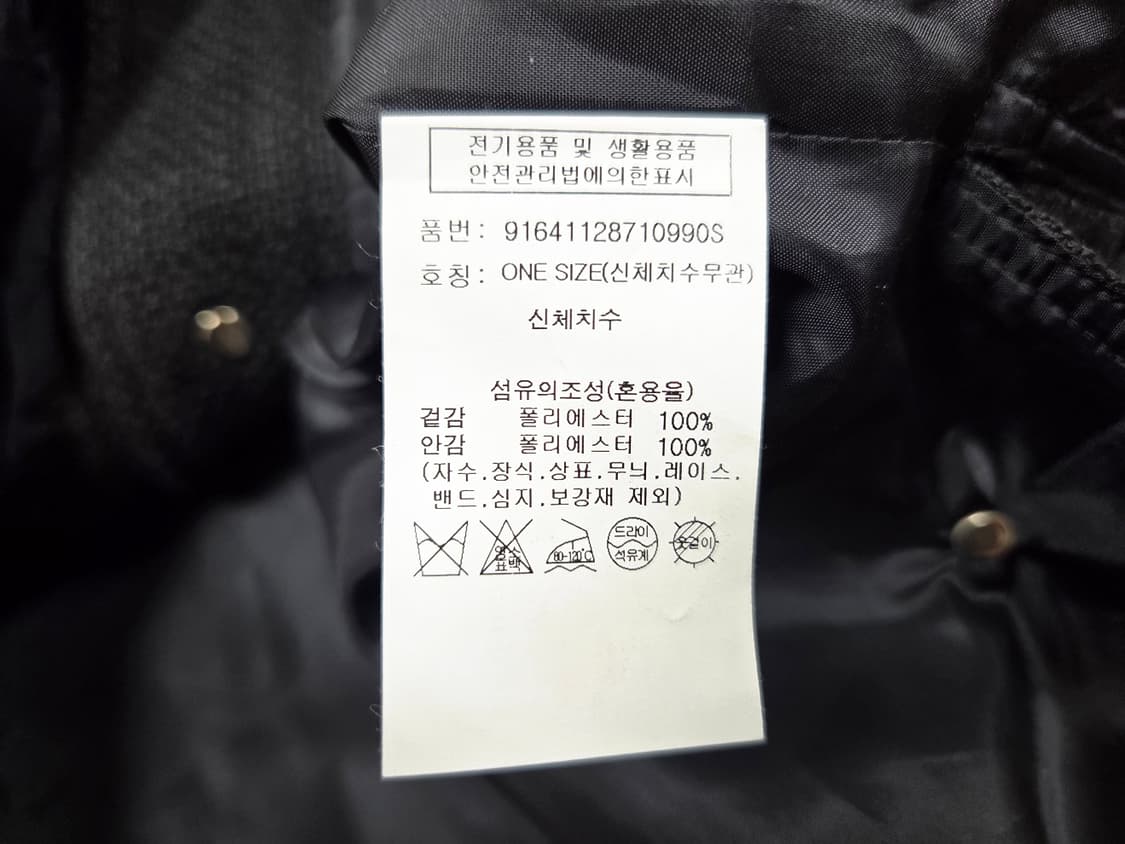 전기용품 및 생활용품
안전관리법에의한표시
품번: 91641128710990S
호칭: ONE SIZE(신체치수무관)
신체치수
섬유의조성(혼용율)
겉감 폴리에스터 100%
안감 폴리에스터 100%
(자수.장식.상표.무늬.레이스.
밴드.심지.보강재 제외)
염소 표백 80-120℃ 드라이 석유계 옷걸이